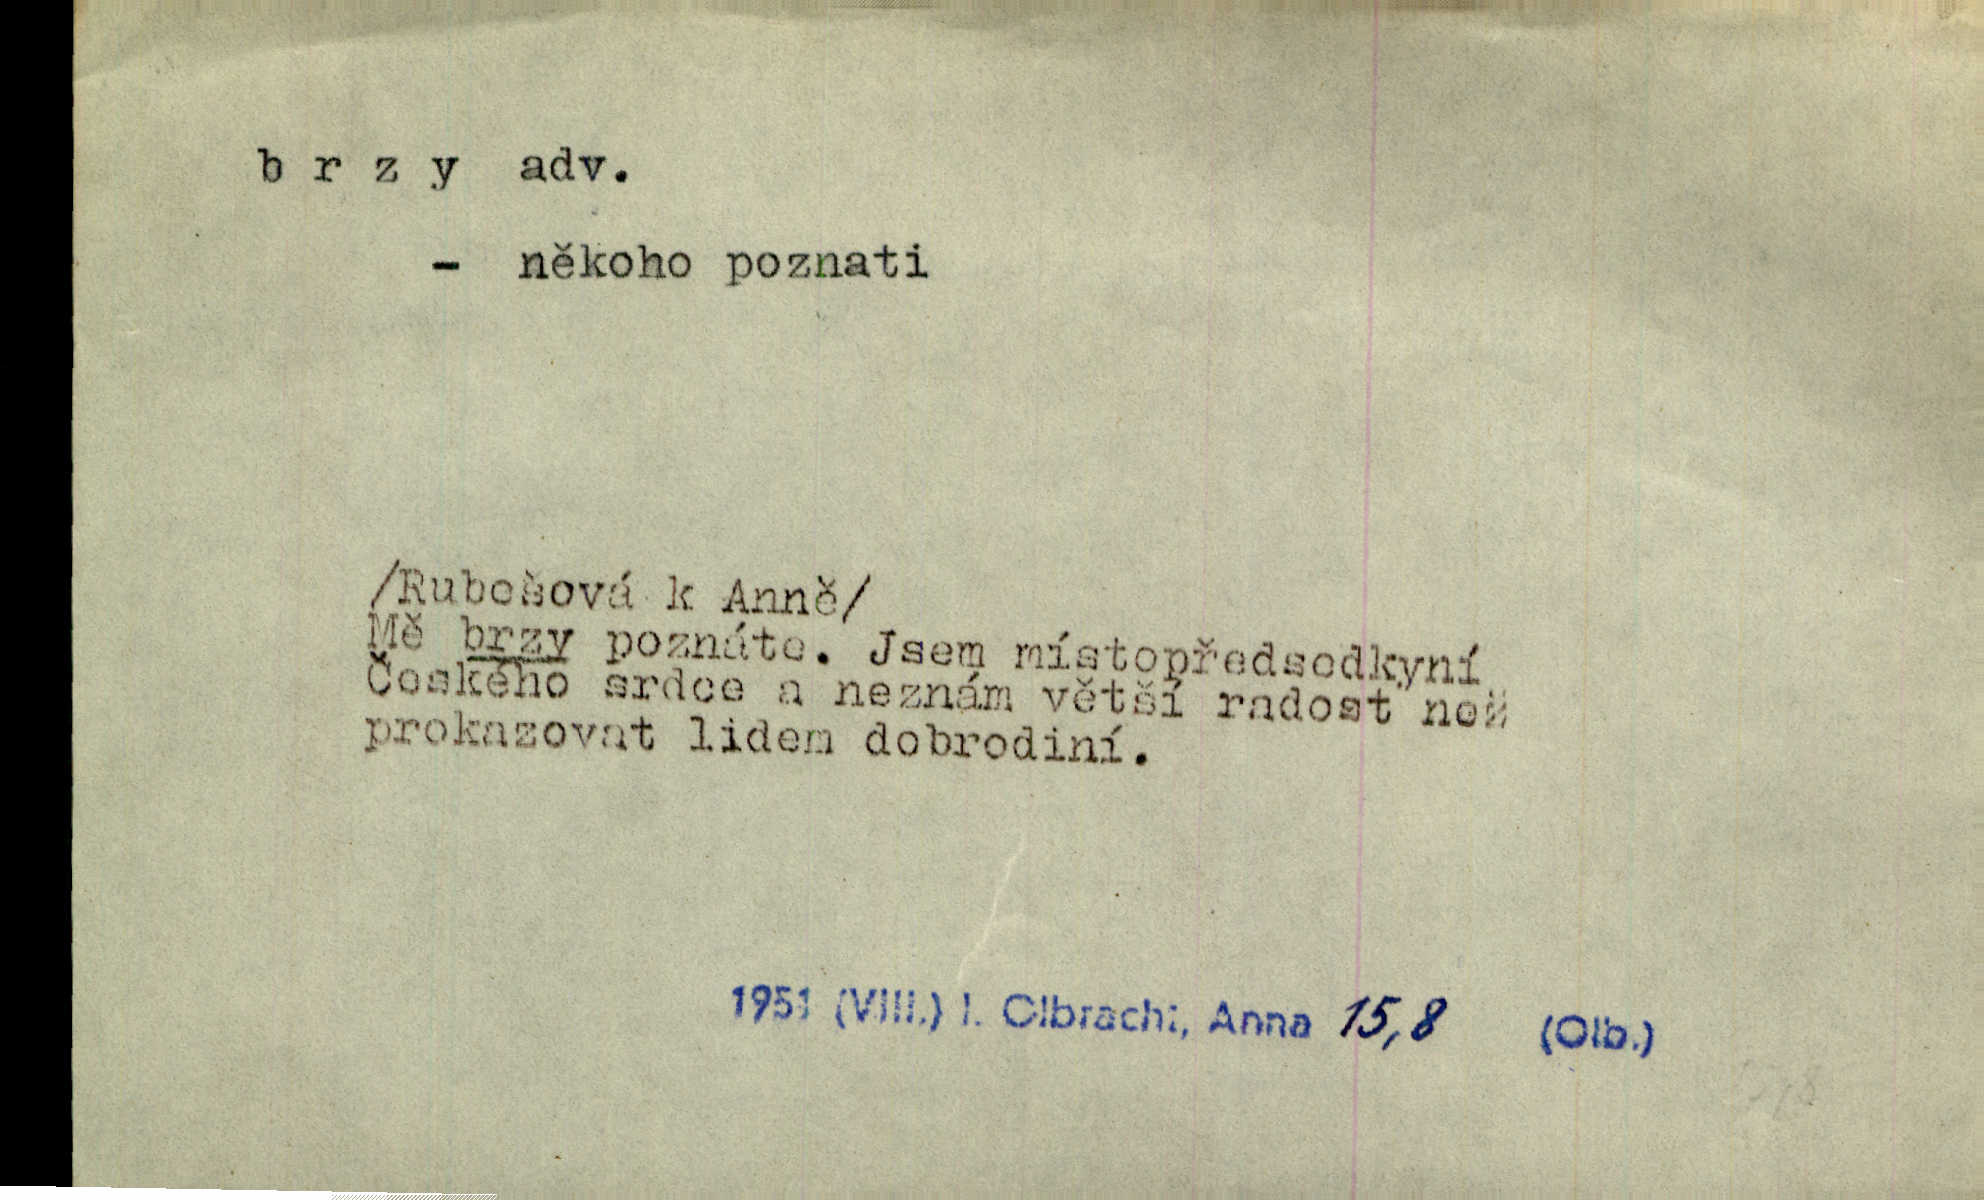 b r z y adv.
- někoho poznati
/Rubešová k Anně/
Mě brzy poznáte. Jsem místopředsedkyní
Českého srdce a neznám větší radost než
prokazovat lidem dobrodiní.
1951 (VIII.) I. Olbracht, Anna 15,8 (Olb.)